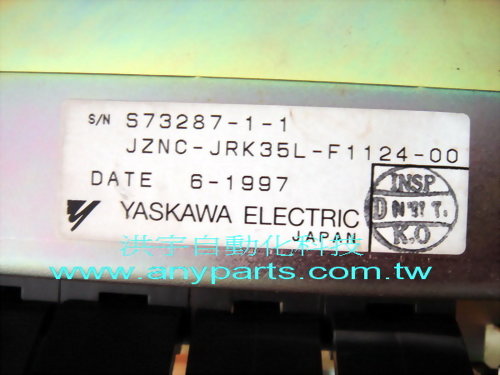 S/N S73287-1-1
JZNC-JRK35L-F1124-00
DATE 6-1997
INSP
YASKAWA ELECTRIC
JAPAN
K.O
洪宇自動化科技
www.anyparts.com.tw